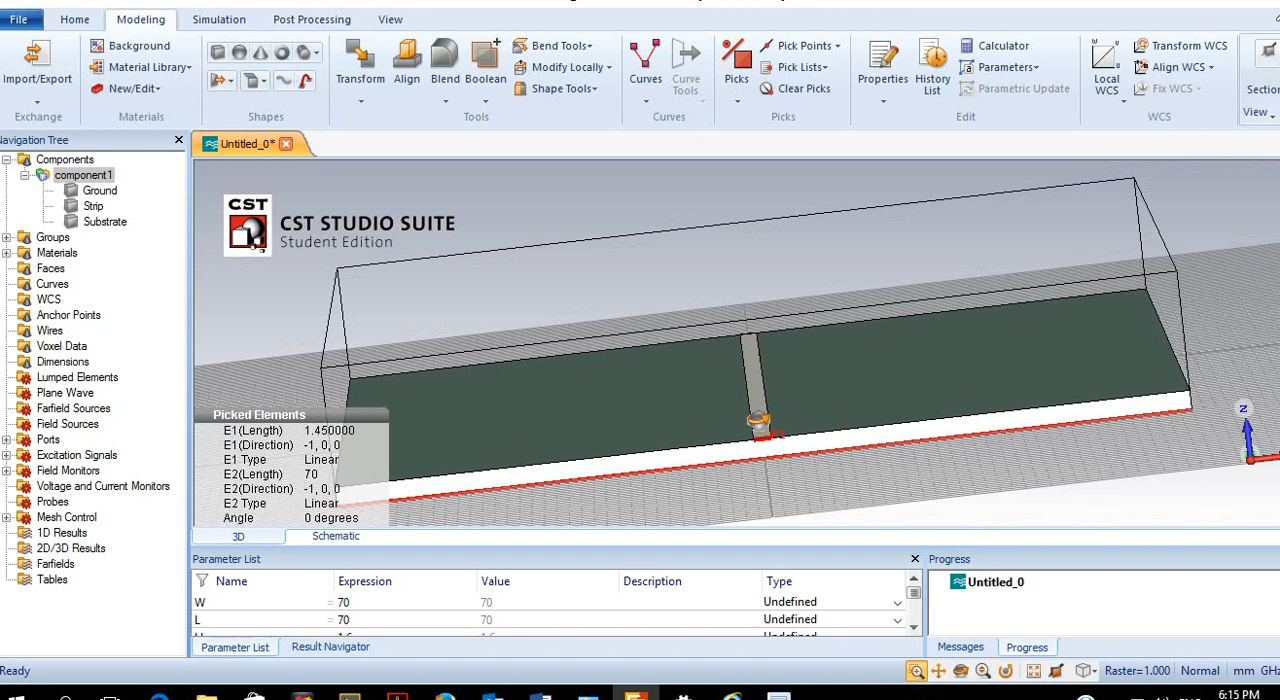 File Home Modeling Simulation Post Processing View
Background Bend Tools Pick Points Calculator Transform WCS
Material Library Modify Locally Pick Lists Parameters Align WCS
Import/Export New/Edit Transform Align Blend Boolean Shape Tools Curves Curve Tools Picks Clear Picks Properties History List Parametric Update Local WCS Fix WCS
Exchange Materials Shapes Tools Curves Picks Edit WCS View
Navigation Tree
Untitled_0*
Components
component1
Ground
Strip
Substrate
Groups
Materials
Faces
Curves
WCS
Anchor Points
Wires
Voxel Data
Dimensions
Lumped Elements
Plane Wave
Farfield Sources
Field Sources
Ports
Excitation Signals
Field Monitors
Voltage and Current Monitors
Probes
Mesh Control
1D Results
2D/3D Results
Farfields
Tables
CST
CST STUDIO SUITE
Student Edition
Picked Elements
E1(Length) 1.450000
E1(Direction) -1, 0, 0
E1 Type Linear
E2(Length) 70
E2(Direction) -1, 0, 0
E2 Type Linear
Angle 0 degrees
z
3D Schematic
Parameter List
Name Expression Value Description Type
W = 70 70 Undefined
L = 70 70 Undefined
Parameter List Result Navigator
Progress
Untitled_0
Messages Progress
Ready
Raster=1.000 Normal mm GHz
6:15 PM